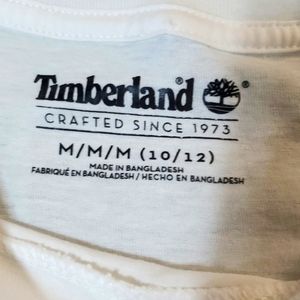 Timberland®
CRAFTED SINCE 1973
M/M/M (10/12)
MADE IN BANGLADESH
FABRIQUÉ EN BANGLADESH / HECHO EN BANGLADESH